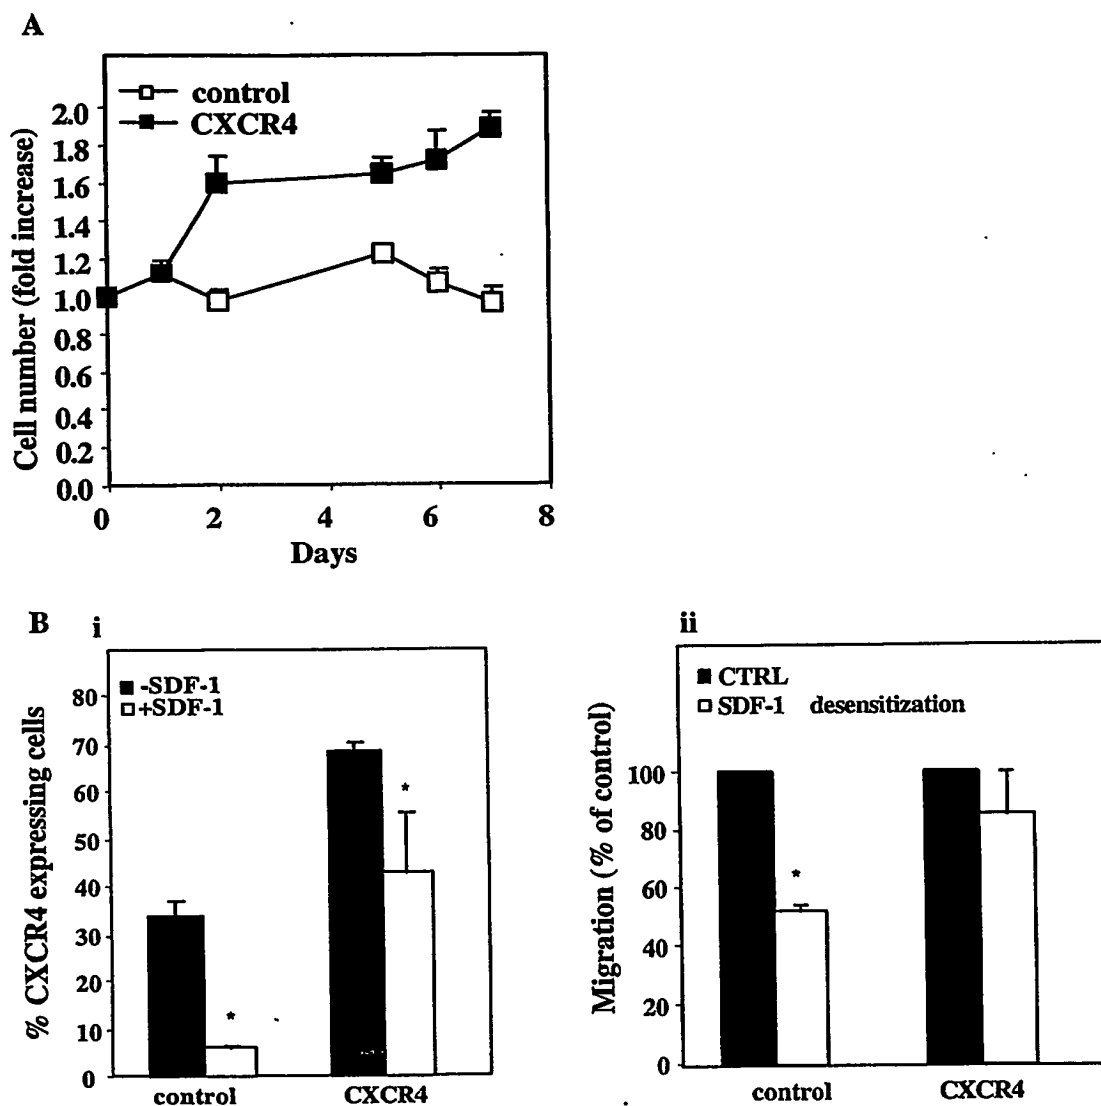 A
control
CXCR4
2.0
1.8
1.6
1.4
1.2
1.0
0.8
0.6
0.4
0.2
0.0
Cell number (fold increase)
0 2 4 6 8
Days
B i
-SDF-1
+SDF-1
80
70
60
50
40
30
20
10
0
% CXCR4 expressing cells
*
*
control CXCR4
ii
CTRL
SDF-1 desensitization
100
80
60
40
20
0
Migration (% of control)
*
control CXCR4